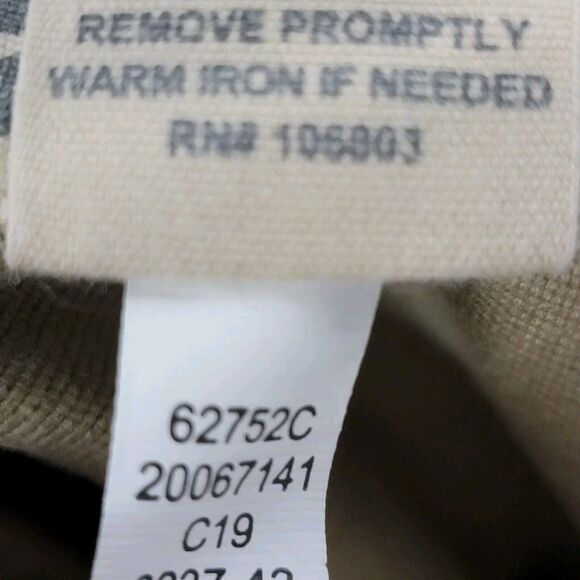 REMOVE PROMPTLY
WARM IRON IF NEEDED
RN# 106803
62752C
20067141
C19